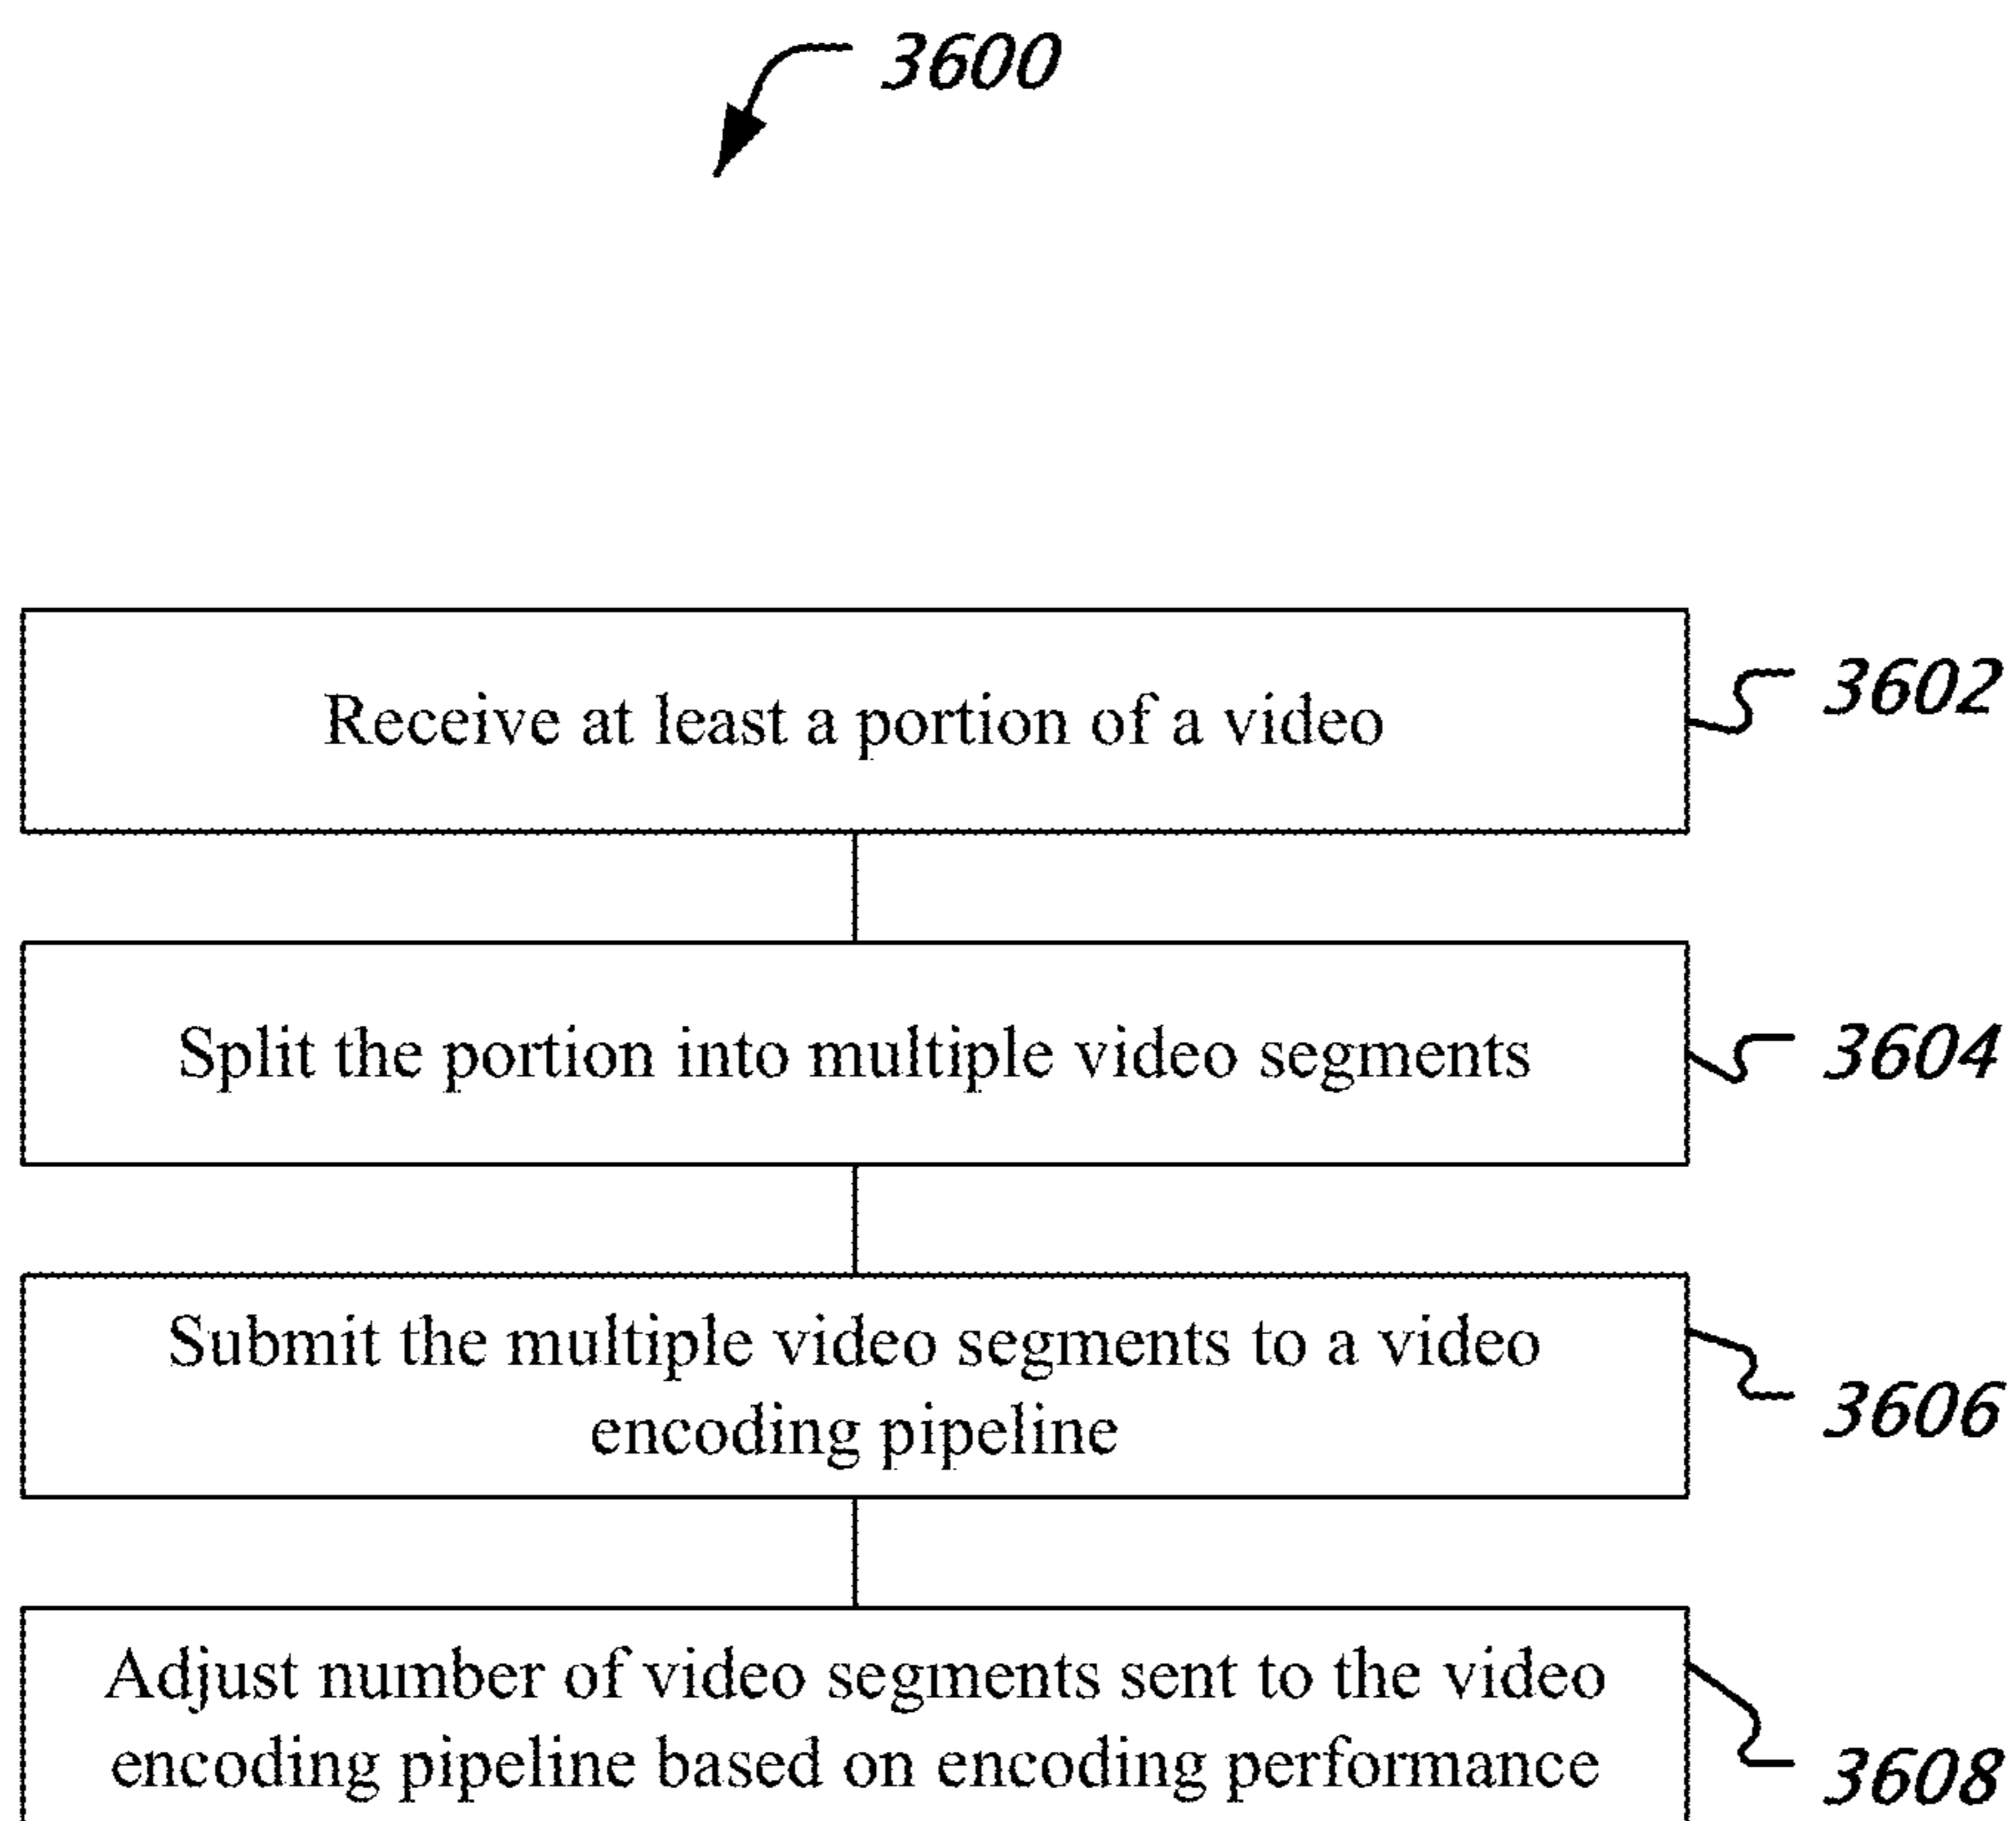 3600
Receive at least a portion of a video
3602
Split the portion into multiple video segments
3604
Submit the multiple video segments to a video
encoding pipeline
3606
Adjust number of video segments sent to the video
encoding pipeline based on encoding performance
3608